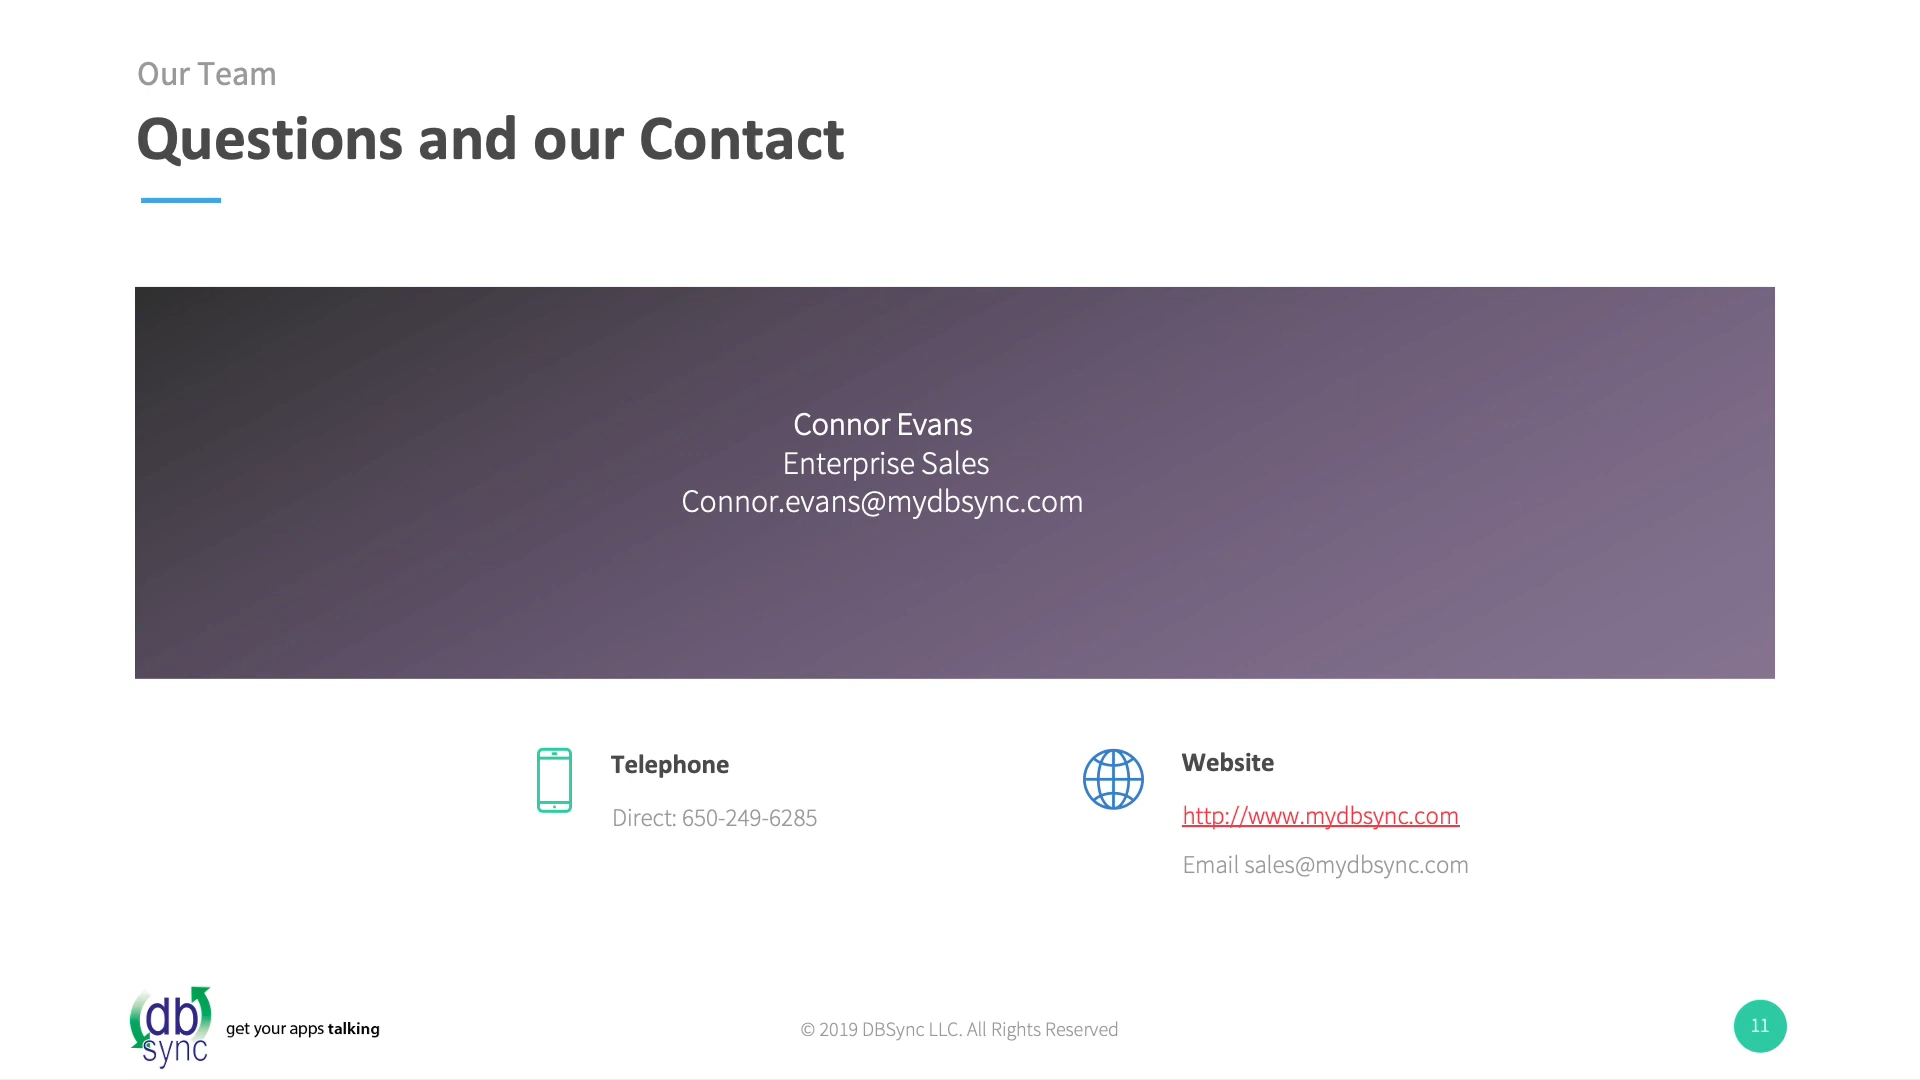 Our Team
Questions and our Contact
Connor Evans
Enterprise Sales
Connor.evans@mydbsync.com
Telephone
Direct: 650-249-6285
Website
http://www.mydbsync.com
Email sales@mydbsync.com
db
sync
get your apps talking
© 2019 DBSync LLC. All Rights Reserved
11